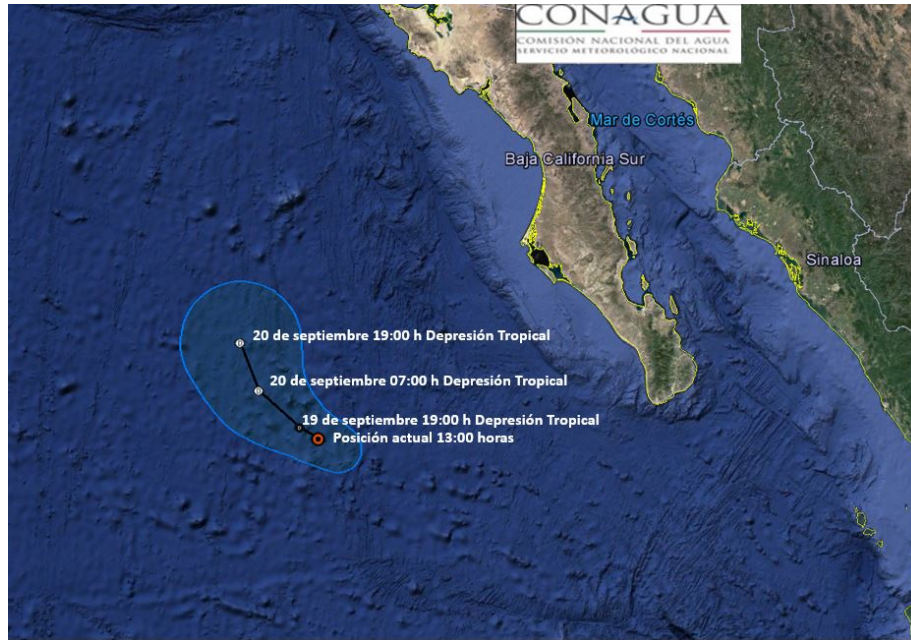 CONAGUA
COMISIÓN NACIONAL DEL AGUA
SERVICIO METEOROLÓGICO NACIONAL
Mar de Cortés
Baja California Sur
Sinaloa
20 de septiembre 19:00 h Depresión Tropical
20 de septiembre 07:00 h Depresión Tropical
19 de septiembre 19:00 h Depresión Tropical
Posición actual 13:00 horas